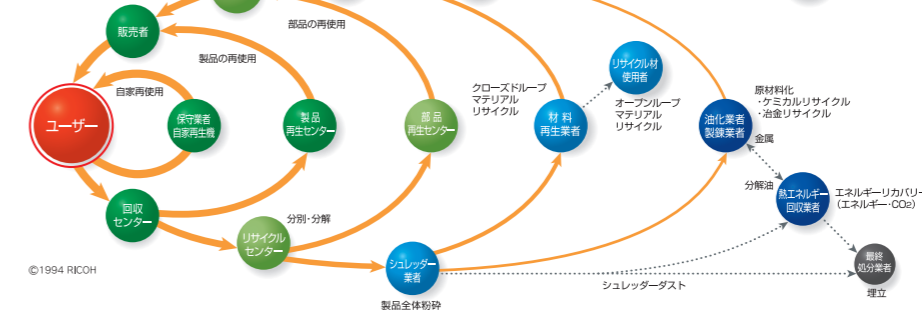 部品の再使用
販売者
製品の再使用
リサイクル材
使用者
自家再使用
クローズドループ
マテリアル
リサイクル
原材料化
・ケミカルリサイクル
・冶金リサイクル
オープンループ
マテリアル
リサイクル
ユーザー
保守業者
自家再生機
製品
再生センター
部品
再生センター
材料
再生業者
油化業者
製錬業者
金属
分解油
熱エネルギー
回収業者
エネルギーリカバリー
(エネルギー・CO2)
回収
センター
分別・分解
リサイクル
センター
シュレッダー
業者
最終
処分業者
©1994 RICOH
シュレッダーダスト
埋立
製品全体粉砕